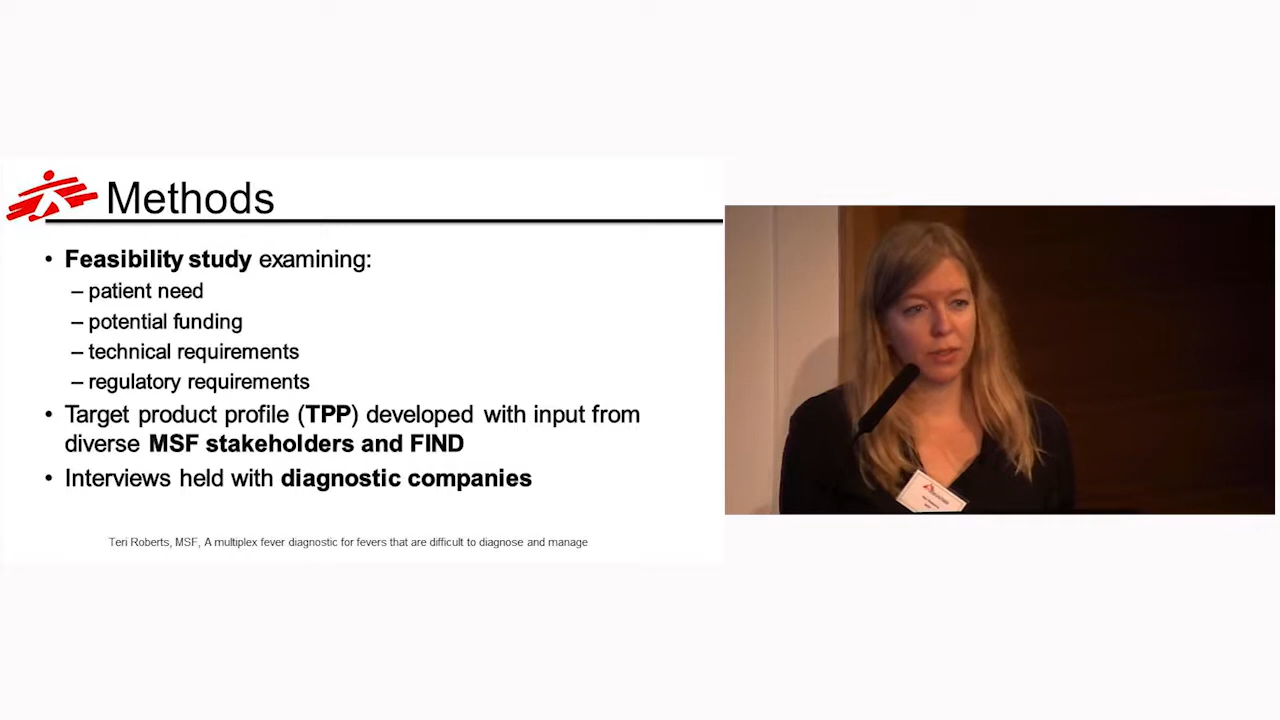 Methods
• Feasibility study examining:
– patient need
– potential funding
– technical requirements
– regulatory requirements
• Target product profile (TPP) developed with input from
diverse MSF stakeholders and FIND
• Interviews held with diagnostic companies
Teri Roberts, MSF, A multiplex fever diagnostic for fevers that are difficult to diagnose and manage